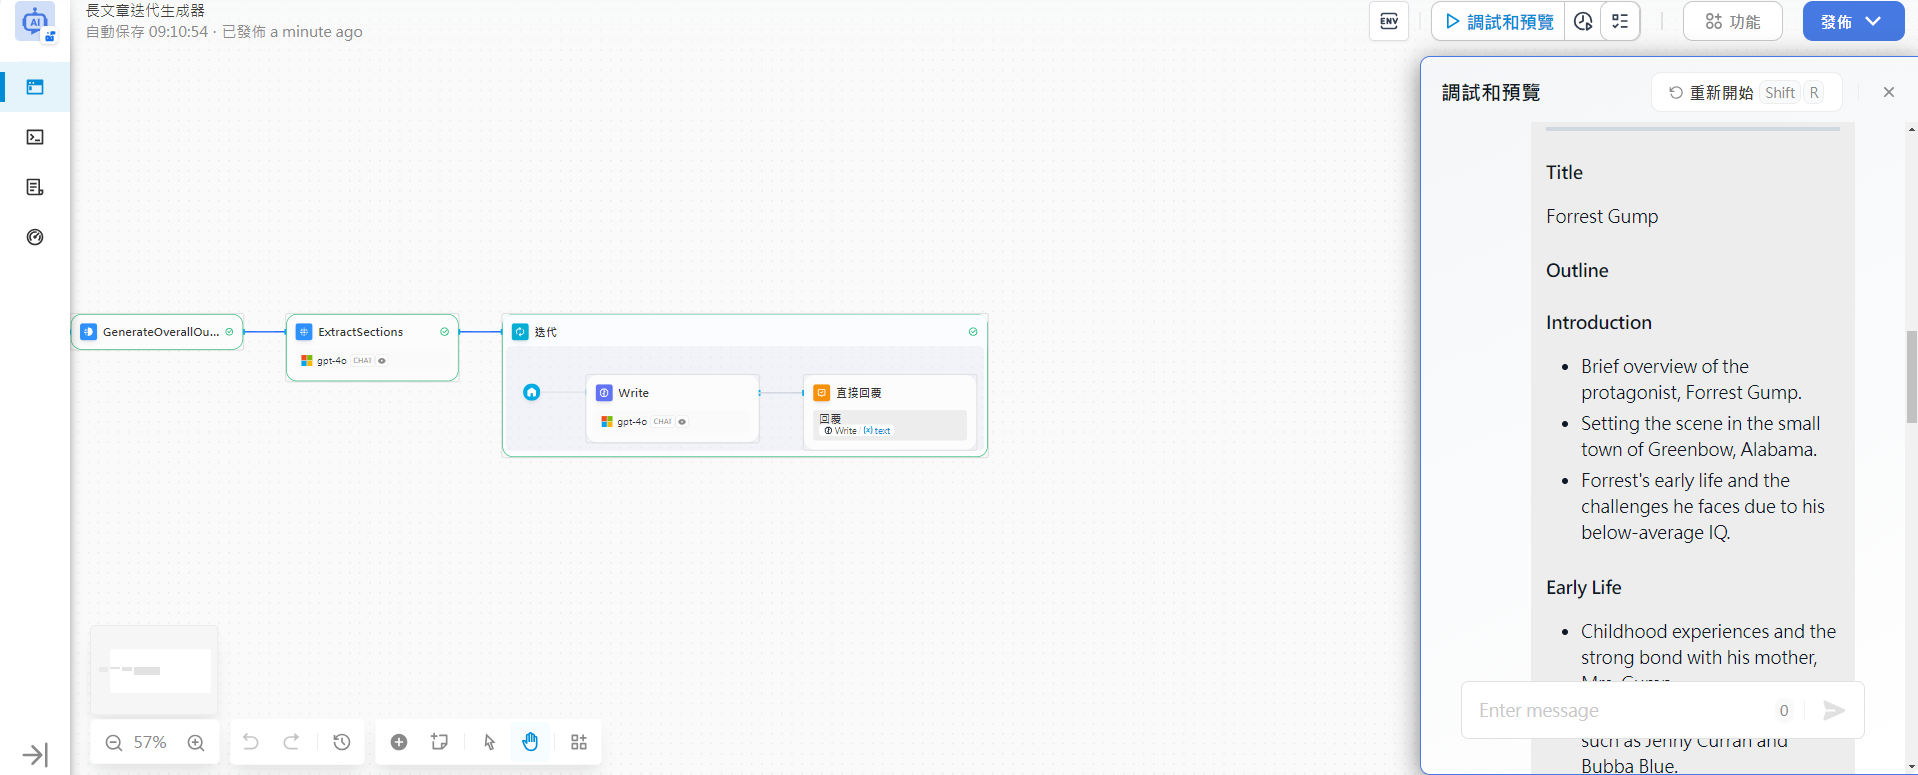 長文章迭代生成器
自動保存 09:10:54 · 已發佈 a minute ago
ENV
調試和預覽
功能
發佈
GenerateOverallOu...
ExtractSections
gpt-4o CHAT
迭代
Write
gpt-4o CHAT
直接回覆
回覆
Write / {x} text
57%
調試和預覽
重新開始 Shift R
Title
Forrest Gump
Outline
Introduction
Brief overview of the
protagonist, Forrest Gump.
Setting the scene in the small
town of Greenbow, Alabama.
Forrest's early life and the
challenges he faces due to his
below-average IQ.
Early Life
Childhood experiences and the
strong bond with his mother,
Mrs. Gump
Enter message
0
such as Jenny Curran and
Bubba Blue.